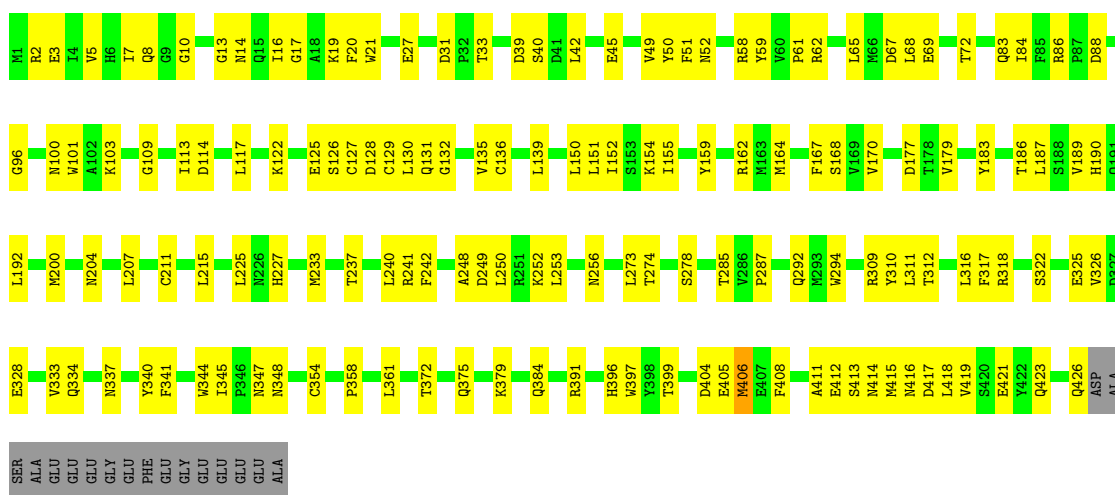 M1 R2 E3 I4 V5 H6 I7 Q8 G9 G10 G13 N14 Q15 I16 G17 A18 K19 F20 W21 E27 D31 P32 T33 D39 S40 D41 L42 E45 V49 Y50 F51 N52 R58 Y59 V60 P61 R62 L65 M66 D67 L68 E69 T72 Q83 I84 F85 R86 P87 D88
G96 N100 W101 A102 K103 G109 I113 D114 L117 K122 E125 S126 C127 D128 C129 L130 Q131 G132 V135 C136 L139 L150 L151 I152 S153 K154 I155 Y159 R162 M163 M164 F167 S168 V169 V170 D177 T178 V179 Y183 T186 L187 S188 V189 H190
L192 M200 N204 L207 C211 L215 L225 N226 H227 M233 T237 L240 R241 F242 A248 D249 L250 R251 K252 L253 N256 L273 T274 S278 T285 V286 P287 Q292 M293 W294 R309 Y310 L311 T312 L316 F317 R318 S322 E325 V326
E328 V333 Q334 N337 Y340 F341 W344 I345 P346 N347 N348 C354 P358 L361 T372 Q375 K379 Q384 R391 H396 W397 Y398 T399 D404 E405 M406 E407 F408 A411 E412 S413 N414 M415 N416 D417 L418 V419 S420 E421 Y422 Q423 Q426 ASP ALA
SER ALA GLU GLU GLU GLY GLU PHE GLU GLY GLU GLU GLU GLU ALA